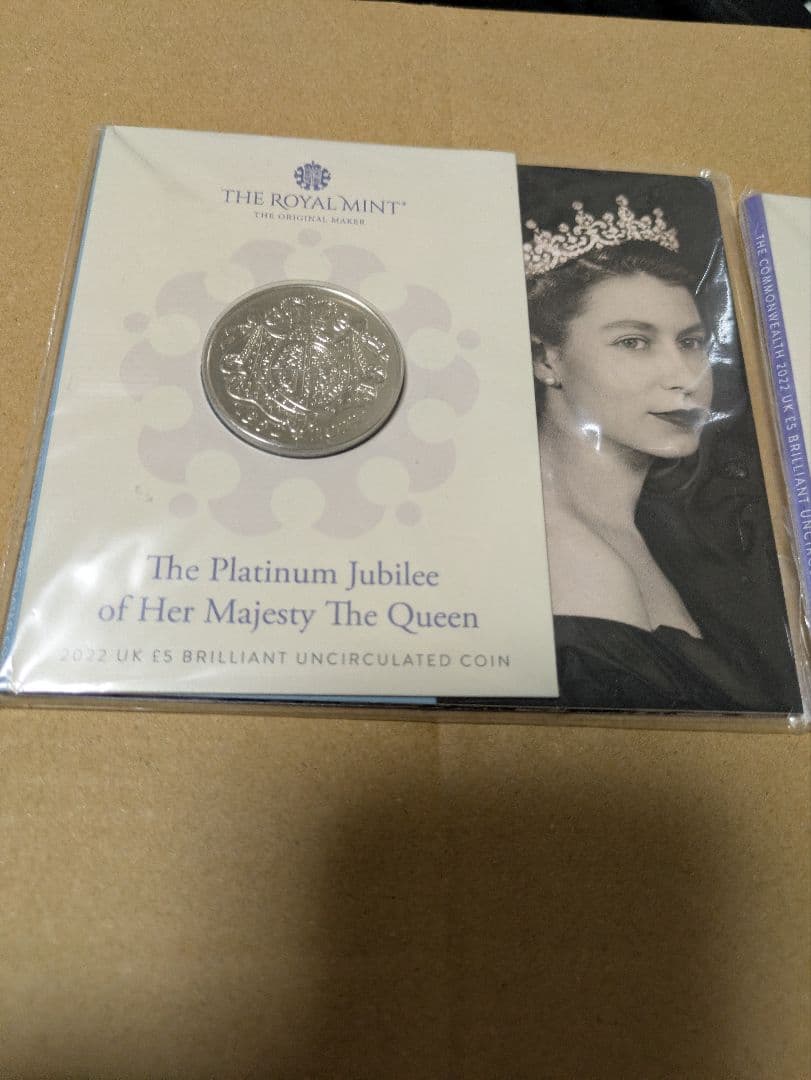 THE ROYAL MINT®
THE ORIGINAL MAKER
The Platinum Jubilee
of Her Majesty The Queen
2022 UK £5 BRILLIANT UNCIRCULATED COIN
THE COMMONWEALTH 2022 UK £5 BRILLIANT